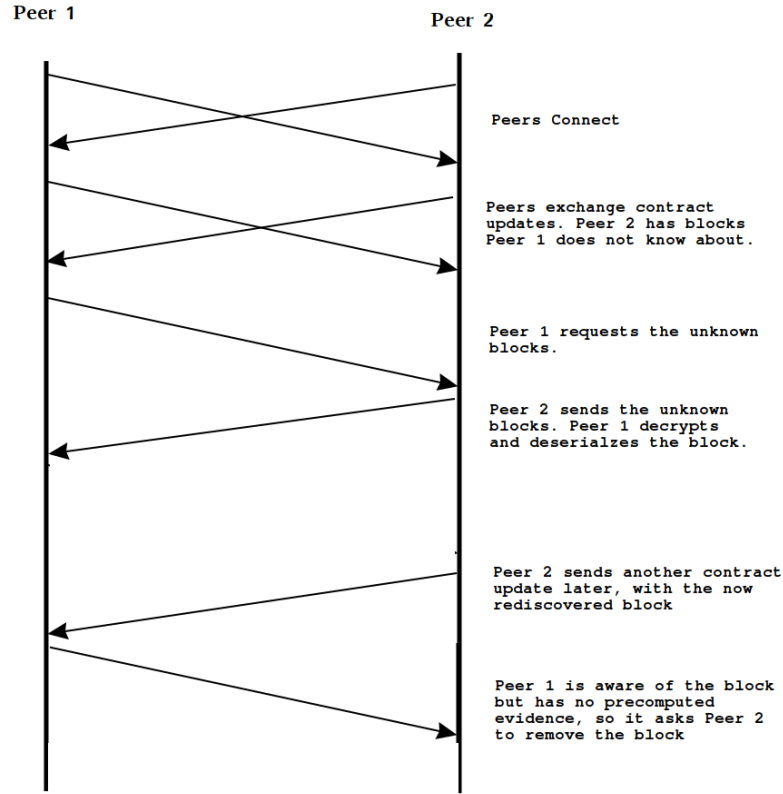 Peer 1
Peer 2
Peers Connect
Peers exchange contract
updates. Peer 2 has blocks
Peer 1 does not know about.
Peer 1 requests the unknown
blocks.
Peer 2 sends the unknown
blocks. Peer 1 decrypts
and deserialzes the block.
Peer 2 sends another contract
update later, with the now
rediscovered block
Peer 1 is aware of the block
but has no precomputed
evidence, so it asks Peer 2
to remove the block